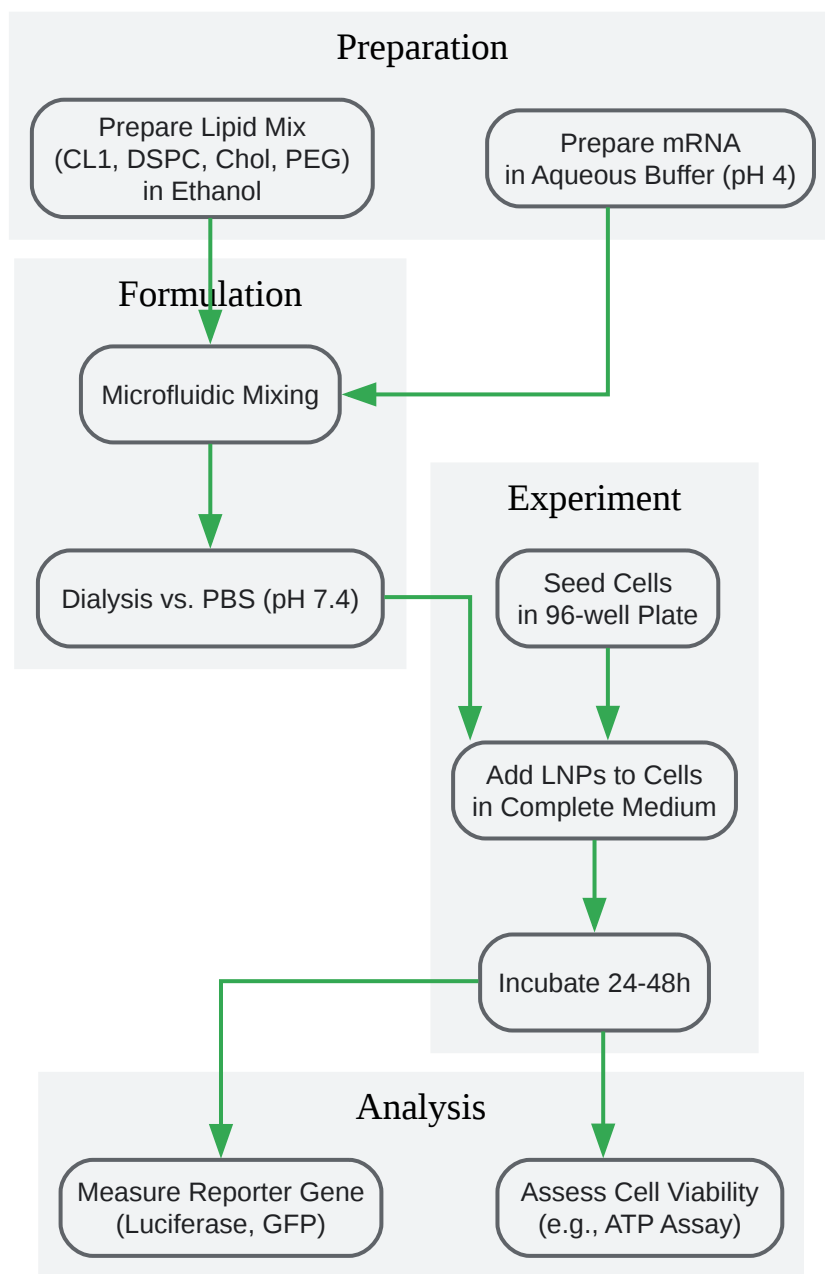 Preparation
Prepare Lipid Mix
(CL1, DSPC, Chol, PEG)
in Ethanol
Prepare mRNA
in Aqueous Buffer (pH 4)
Formulation
Microfluidic Mixing
Dialysis vs. PBS (pH 7.4)
Experiment
Seed Cells
in 96-well Plate
Add LNPs to Cells
in Complete Medium
Incubate 24-48h
Analysis
Measure Reporter Gene
(Luciferase, GFP)
Assess Cell Viability
(e.g., ATP Assay)